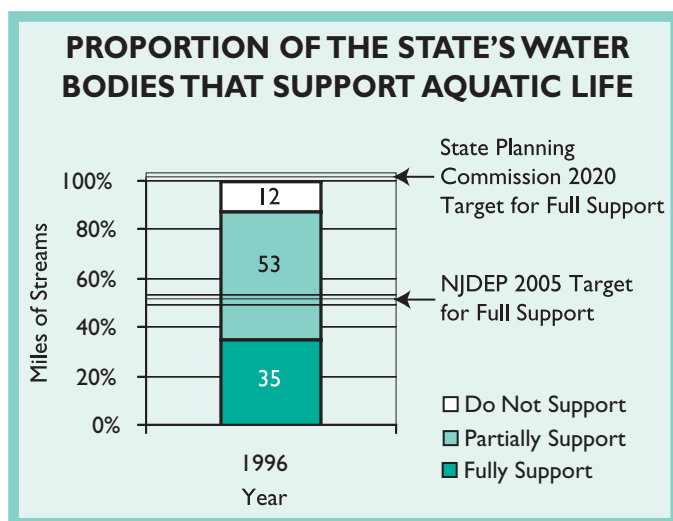 PROPORTION OF THE STATE'S WATER
BODIES THAT SUPPORT AQUATIC LIFE
State Planning
Commission 2020
Target for Full Support
NJDEP 2005 Target
for Full Support
Miles of Streams
100%
80%
60%
40%
20%
0%
12
53
35
Do Not Support
Partially Support
Fully Support
1996
Year